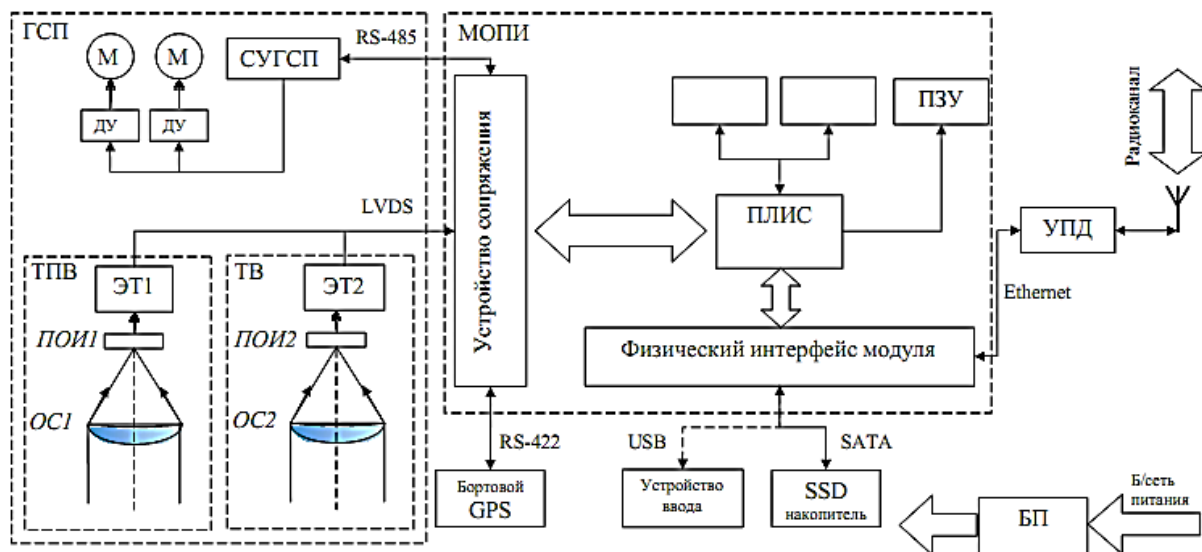 ГСП
М
М
СУГСП
ДУ
ДУ
RS-485
МОПИ
ПЗУ
Устройство сопряжения
ПЛИС
Радиоканал
УПД
LVDS
Ethernet
ТПВ
ЭТ1
ПОИ1
ОС1
ТВ
ЭТ2
ПОИ2
ОС2
Физический интерфейс модуля
RS-422
USB
SATA
Бортовой
GPS
Устройство
ввода
SSD
накопитель
БП
Б/сеть
питания